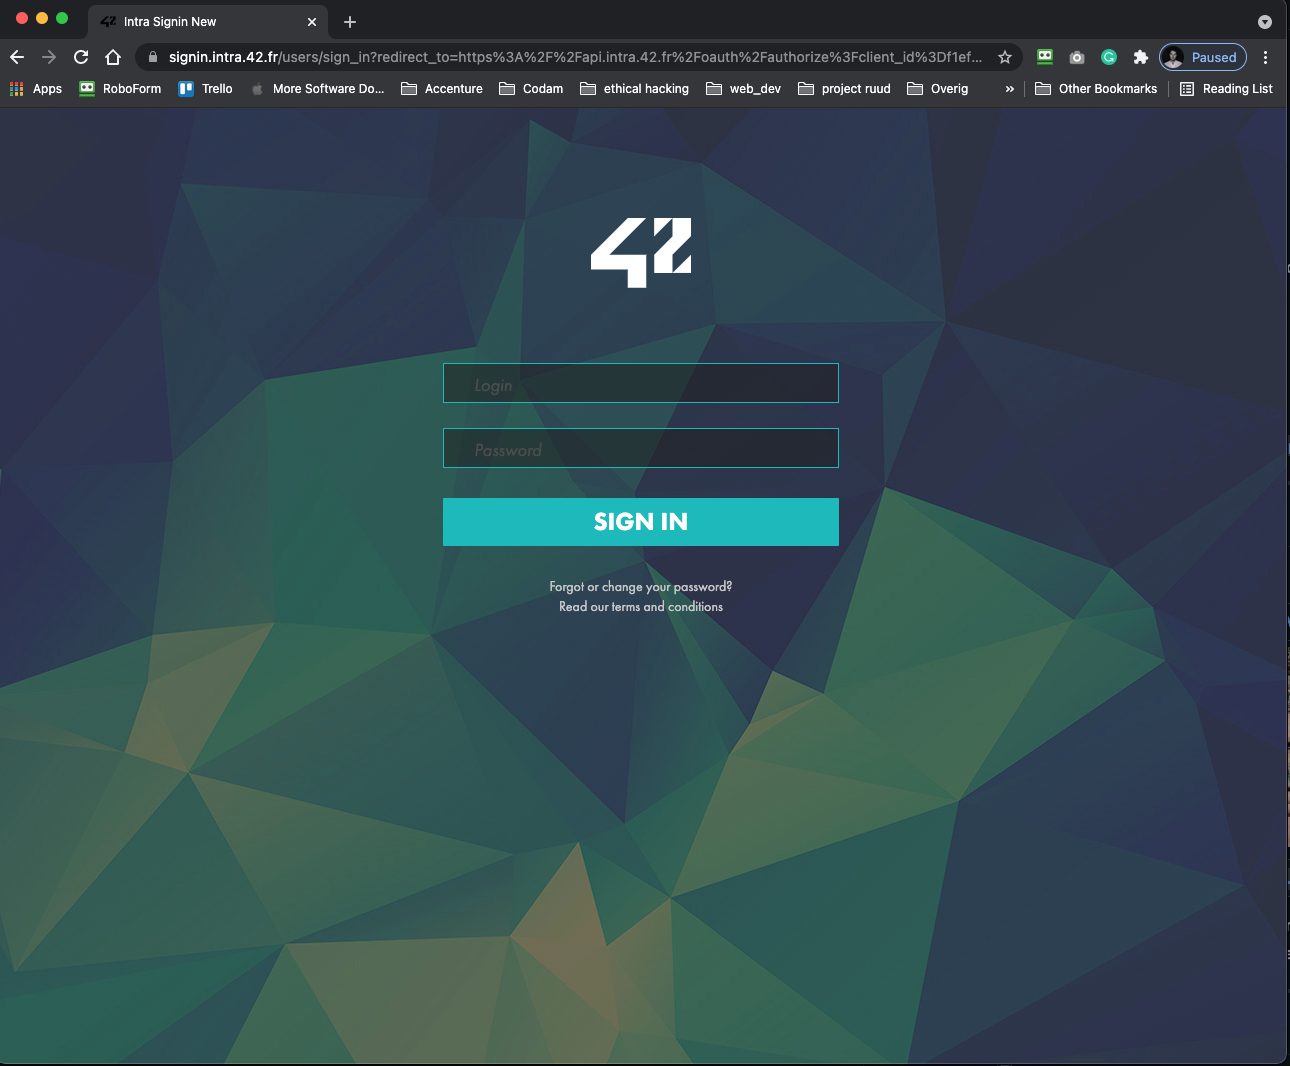 Intra Signin New
signin.intra.42.fr/users/sign_in?redirect_to=https%3A%2F%2Fapi.intra.42.fr%2Foauth%2Fauthorize%3Fclient_id%3Df1ef...
Paused
Apps RoboForm Trello More Software Do... Accenture Codam ethical hacking web_dev project ruud Overig » Other Bookmarks Reading List
42
Login
Password
SIGN IN
Forgot or change your password?
Read our terms and conditions